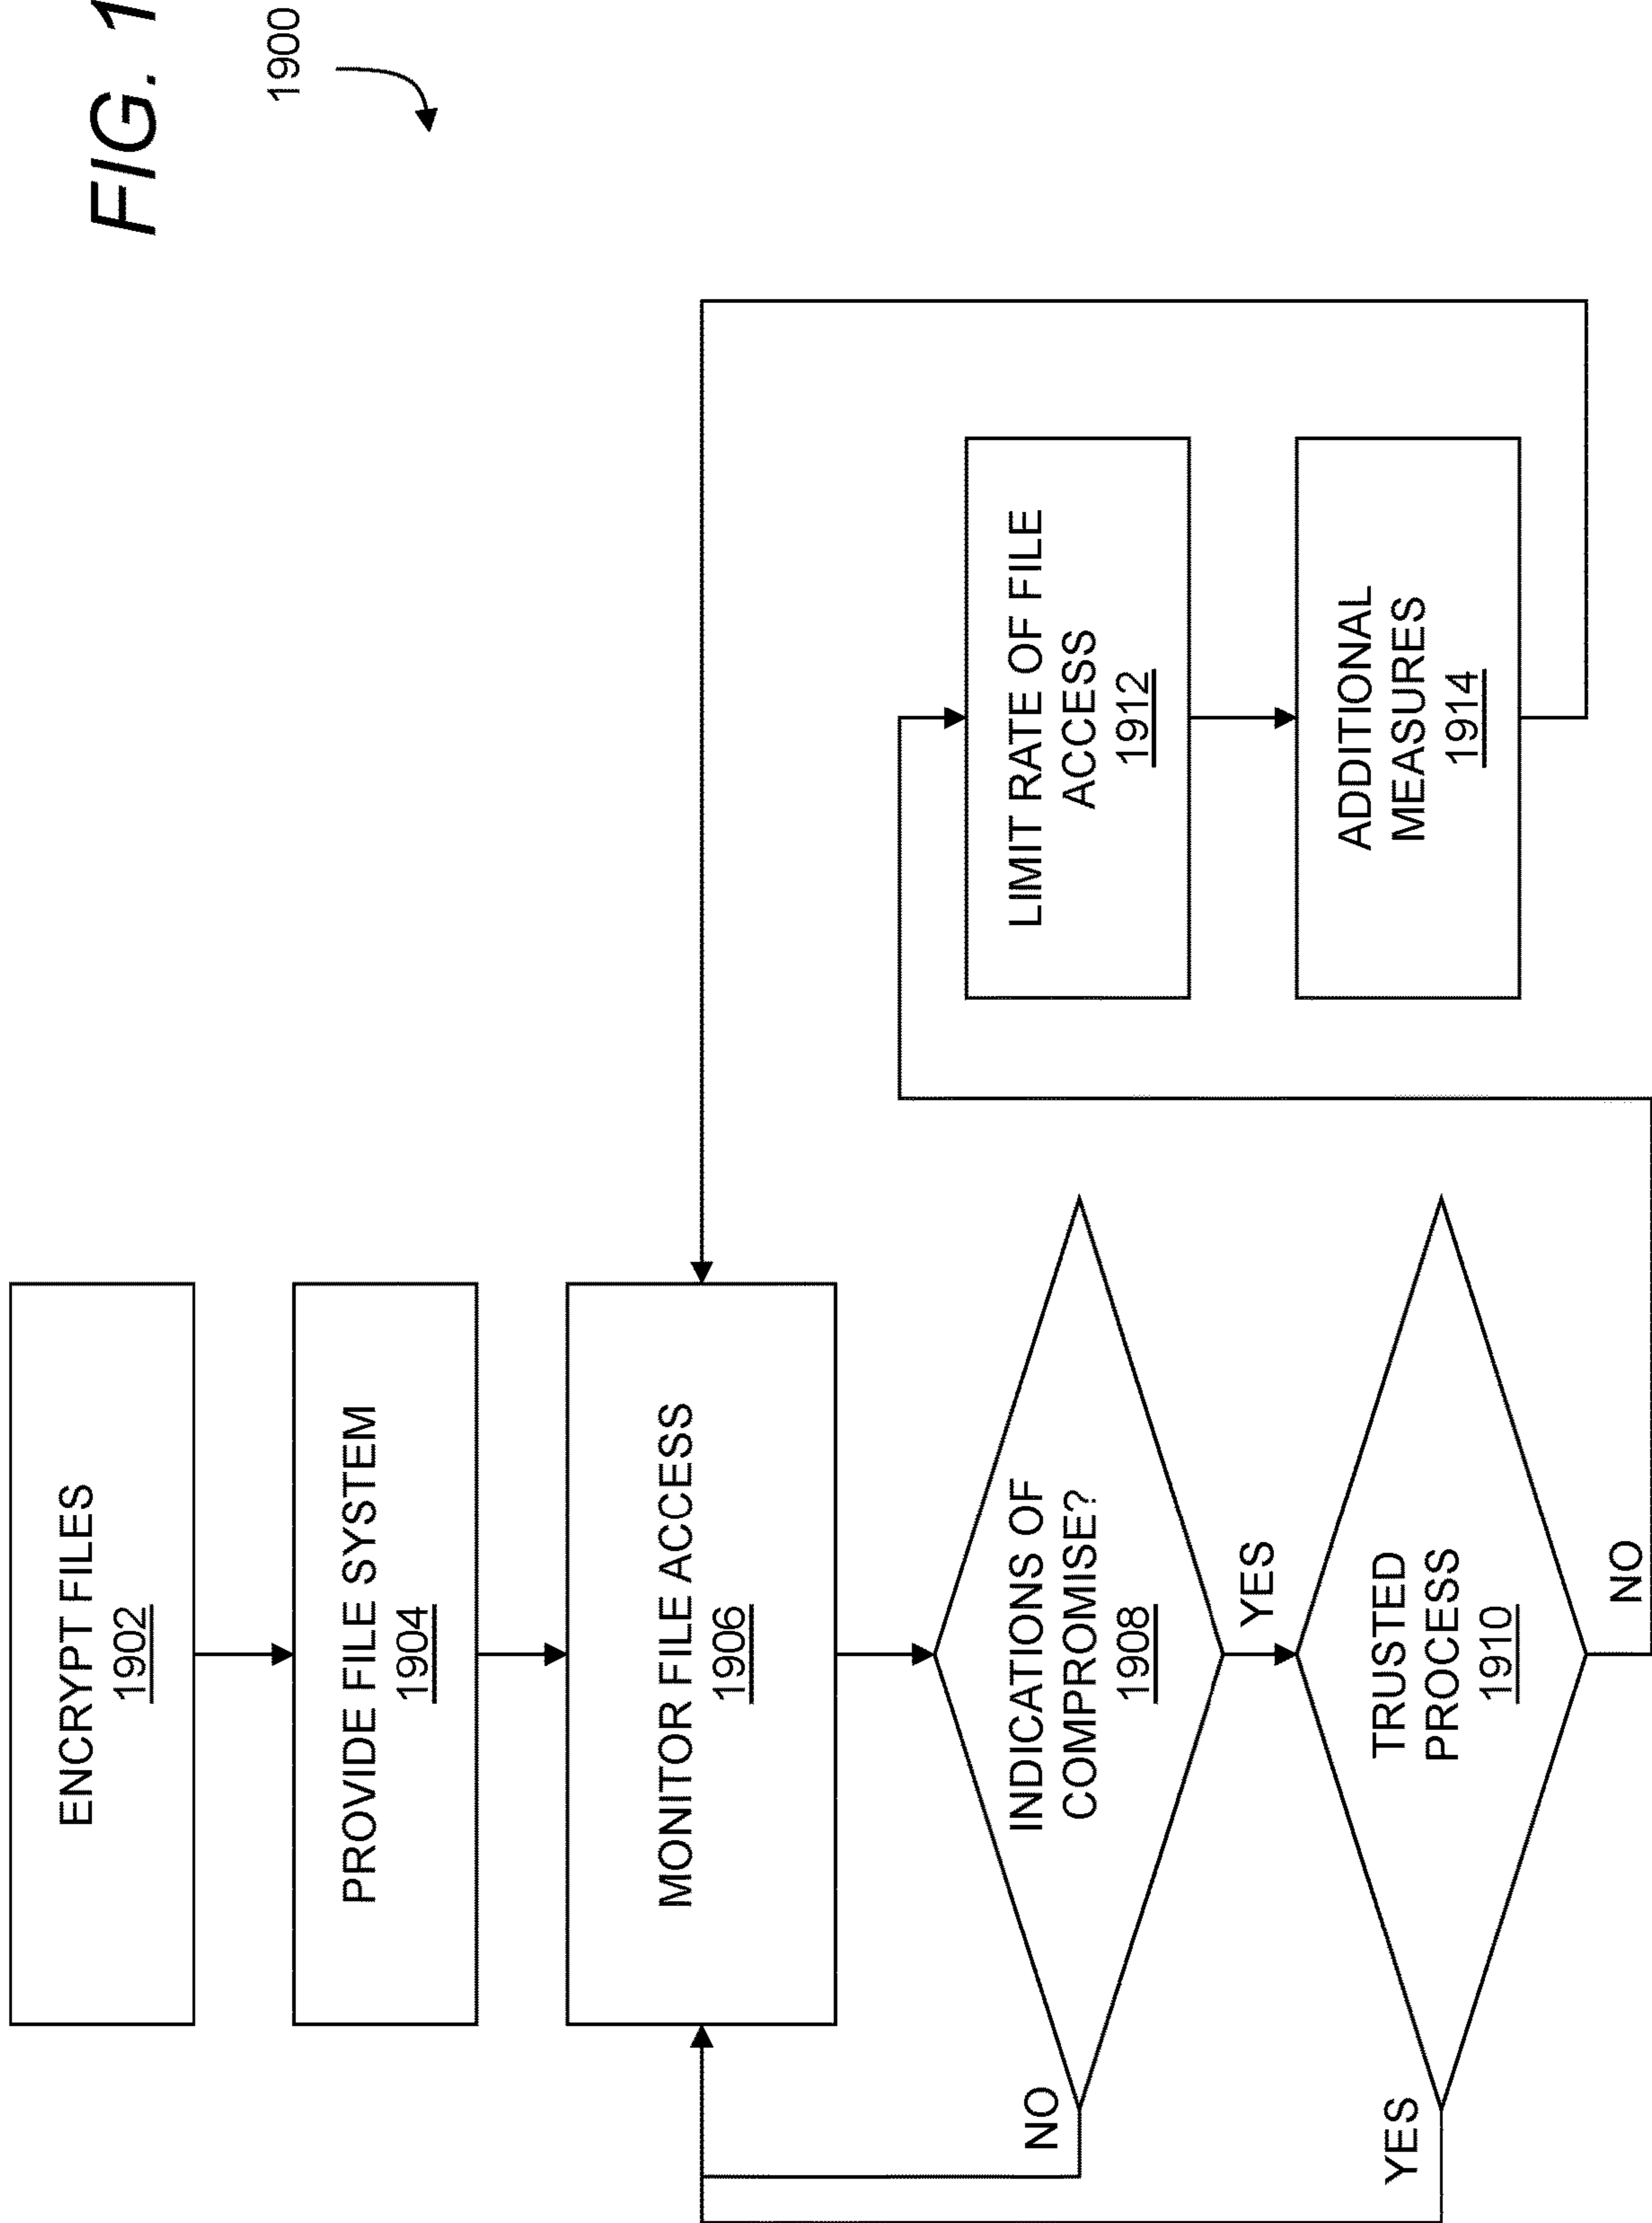 FIG. 1
1900
ENCRYPT FILES
1902
PROVIDE FILE SYSTEM
1904
MONITOR FILE ACCESS
1906
INDICATIONS OF
COMPROMISE?
1908
NO
YES
TRUSTED
PROCESS
1910
YES
NO
LIMIT RATE OF FILE
ACCESS
1912
ADDITIONAL
MEASURES
1914